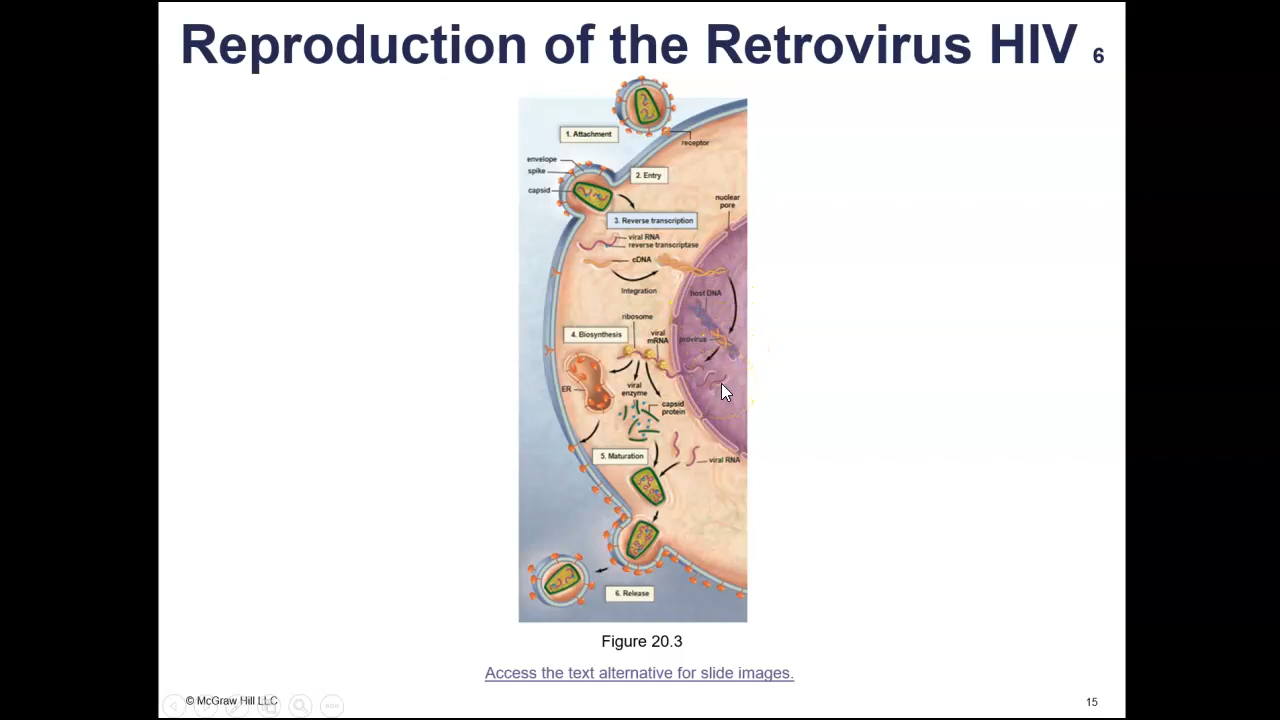 Reproduction of the Retrovirus HIV 6
1. Attachment
receptor
envelope
spike
capsid
2. Entry
nuclear
pore
3. Reverse transcription
viral RNA
reverse transcriptase
cDNA
Integration
host DNA
ribosome
4. Biosynthesis
viral
mRNA
provirus
ER
viral
enzyme
capsid
protein
5. Maturation
viral RNA
6. Release
Figure 20.3
Access the text alternative for slide images.
© McGraw Hill LLC
15